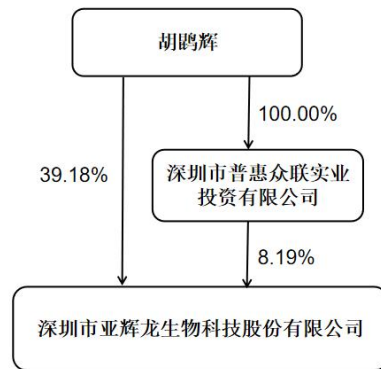 胡鹍辉
100.00%
39.18%
深圳市普惠众联实业
投资有限公司
8.19%
深圳市亚辉龙生物科技股份有限公司